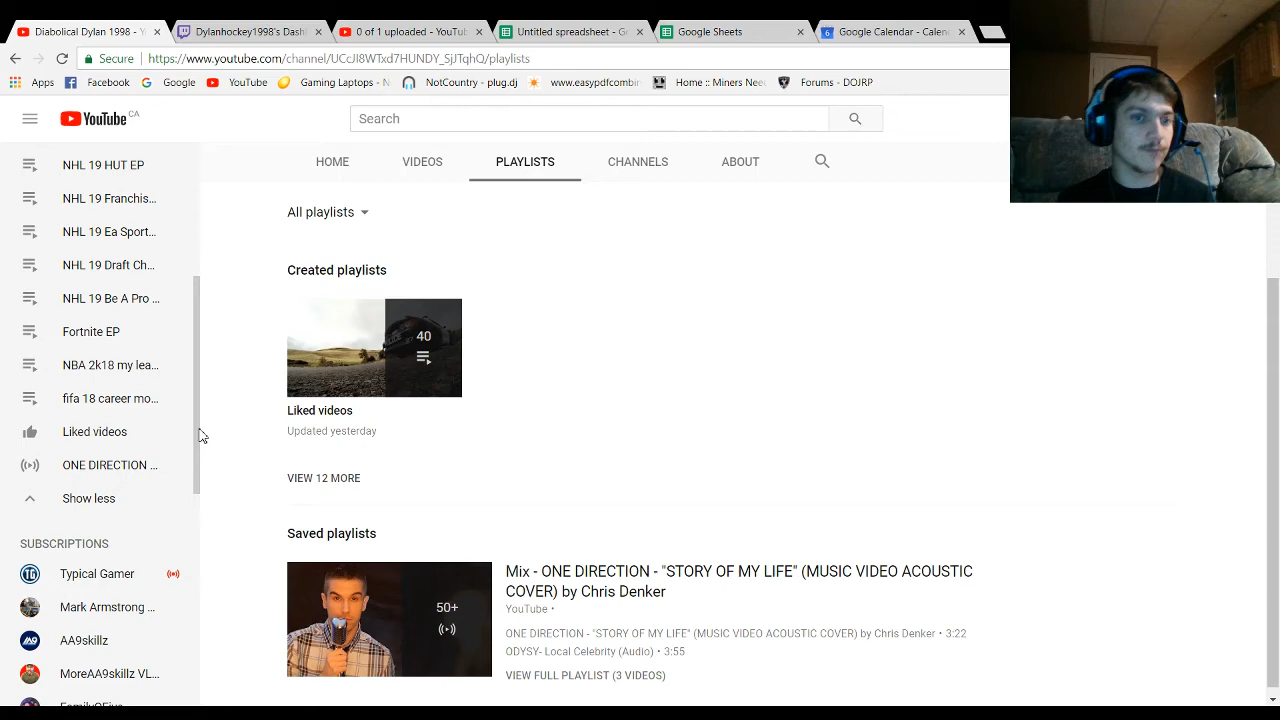 Diabolical Dylan 1998 -
Dylanhockey1998's Dash
0 of 1 uploaded - YouTu
Untitled spreadsheet - G
Google Sheets
Google Calendar - Calen
Secure
https://www.youtube.com/channel/UCcJI8WTxd7HUNDY_SjJTqhQ/playlists
Apps
Facebook
Google
YouTube
Gaming Laptops - N
NewCountry - plug.dj
www.easypdfcombin
Home :: Miners Nee
Forums - DOJRP
YouTube CA
Search
HOME
VIDEOS
PLAYLISTS
CHANNELS
ABOUT
NHL 19 HUT EP
NHL 19 Franchis...
NHL 19 Ea Sport...
NHL 19 Draft Ch...
NHL 19 Be A Pro ...
Fortnite EP
NBA 2k18 my lea...
fifa 18 career mo...
Liked videos
ONE DIRECTION ...
Show less
SUBSCRIPTIONS
Typical Gamer
Mark Armstrong ...
AA9skillz
MoreAA9skillz VL...
All playlists
Created playlists
40
Liked videos
Updated yesterday
VIEW 12 MORE
Saved playlists
50+
Mix - ONE DIRECTION - "STORY OF MY LIFE" (MUSIC VIDEO ACOUSTIC
COVER) by Chris Denker
YouTube •
ONE DIRECTION - "STORY OF MY LIFE" (MUSIC VIDEO ACOUSTIC COVER) by Chris Denker • 3:22
ODYSY- Local Celebrity (Audio) • 3:55
VIEW FULL PLAYLIST (3 VIDEOS)